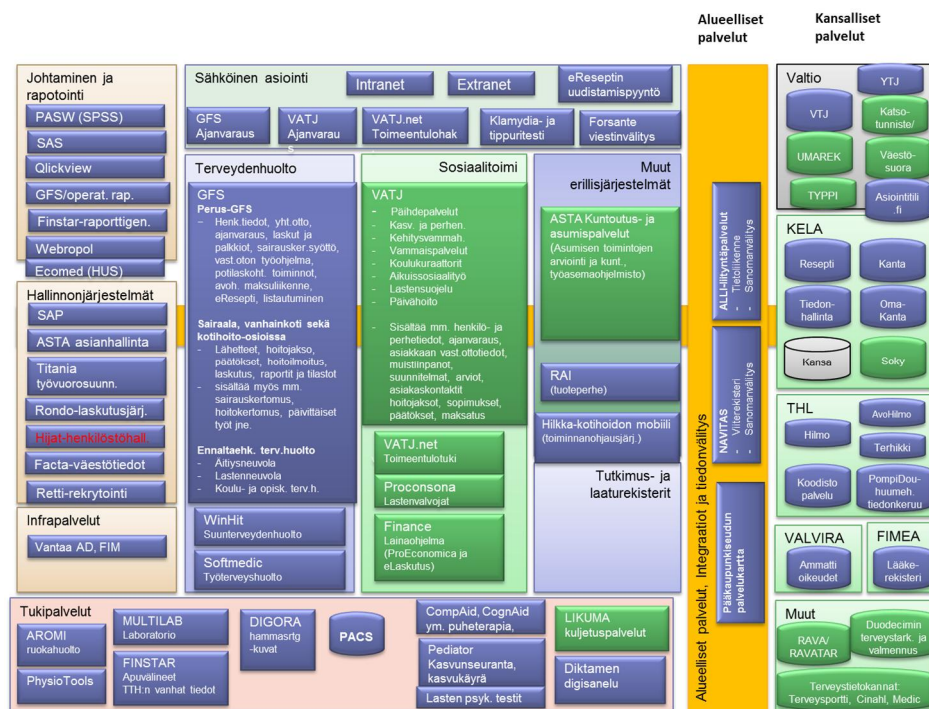 Alueelliset
palvelut
Kansalliset
palvelut
Johtaminen ja
rapotointi
PASW (SPSS)
SAS
Qlickview
GFS/operat. rap.
Finstar-raporttigen.
Webropol
Ecomed (HUS)
Hallinnonjärjestelmät
SAP
ASTA asianhallinta
Titania
työvuorosuunn.
Rondo-laskutusjärj.
Hijat-henkilöstöhall.
Facta-väestötiedot
Retti-rekrytointi
Infrapalvelut
Vantaa AD, FIM
Sähköinen asiointi
Intranet
Extranet
eReseptin
uudistamispyyntö
GFS
Ajanvaraus
VATJ
Ajanvaraus
VATJ.net
Toimeentulohak
Klamydia- ja
tippuritesti
Forsante
viestinvälitys
Terveydenhuolto
GFS
Perus-GFS
- Henk.tiedot, yht.otto,
ajanvaraus, laskut ja
palkkiot, sairausker.syöttö,
vast.oton työohjelma,
potilaskoht. toiminnot,
avoh. maksuliikenne,
eResepti, listautuminen
Sairaala, vanhainkoti sekä
kotihoito-osioissa
- Lähetteet, hoitojakso,
päätökset, hoitoilmoitus,
laskutus, raportit ja tilastot
- sisältää myös mm.
sairauskertomus,
hoitokertomus, päivittäiset
työt jne.
Ennaltaehk. terv.huolto
- Äitiysneuvola
- Lastenneuvola
- Koulu- ja opisk. terv.h.
WinHit
Suunterveydenhuolto
Softmedic
Työterveyshuolto
Sosiaalitoimi
VATJ
- Päihdepalvelut
- Kasv. ja perhen.
- Kehitysvammah.
- Vammaispalvelut
- Koulukuraattorit
- Aikuissosiaalityö
- Lastensuojelu
- Päivähoito
- Sisältää mm. henkilö- ja
perhetiedot, ajanvaraus,
asiakkaan vast.ottotiedot,
muistiinpanot,
suunnitelmat, arviot,
asiakaskontaktit
hoitojaksot, sopimukset,
päätökset, maksatus
VATJ.net
Toimeentulotuki
Proconsona
Lastenvalvojat
Finance
Lainaohjelma
(ProEconomica ja
eLaskutus)
Muut
erillisjärjestelmät
ASTA Kuntoutus- ja
asumispalvelut
(Asumisen toimintojen
arviointi ja kunt.,
työasemaohjelmisto)
RAI
(tuoteperhe)
Hilkka-kotihoidon mobiili
(toiminnanohjausjärj.)
Tutkimus- ja
laaturekisterit
Alueelliset palvelut, Integraatiot ja tiedonvälitys
ALLI-liityntäpalvelut
- Tietoliikenne
- Sanomanvälitys
NAVITAS
- Viiterekisteri
- Sanomanvälitys
Pääkaupunkiseudun
palvelukartta
Valtio
YTJ
VTJ
Katso-
tunniste/
UMAREK
Väestö-
suora
TYPPI
Asiointitili
.fi
KELA
Resepti
Kanta
Tiedon-
hallinta
Oma-
Kanta
Kansa
Soky
THL
Hilmo
AvoHilmo
Terhikki
Koodisto
palvelu
PompiDou-
huumeh.
tiedonkeruu
VALVIRA
Ammatti
oikeudet
FIMEA
Lääke-
rekisteri
Muut
RAVA/
RAVATAR
Duodecimin
terveystark. ja
valmennus
Terveystietokannat:
Terveysportti, Cinahl, Medic
Tukipalvelut
AROMI
ruokahuolto
PhysioTools
MULTILAB
Laboratorio
FINSTAR
Apuvälineet
TTH:n vanhat tiedot
DIGORA
hammasrtg
-kuvat
PACS
CompAid, CognAid
ym. puheterapia,
Pediator
Kasvunseuranta,
kasvukäyrä
Lasten psyk. testit
LIKUMA
kuljetuspalvelut
Diktamen
digisanelu